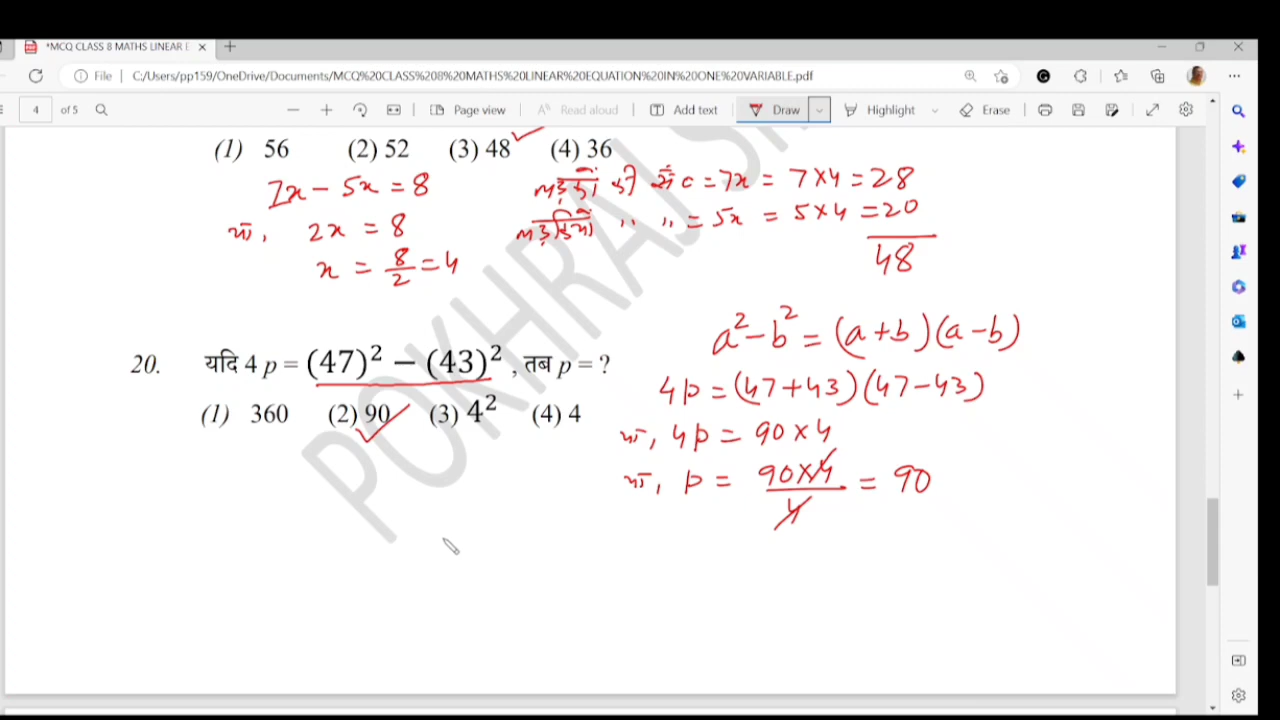 *MCQ CLASS 8 MATHS LINEAR E
File C:/Users/pp159/OneDrive/Documents/MCQ%20CLASS%208%20MATHS%20LINEAR%20EQUATION%20IN%20ONE%20VARIABLE.pdf
4 of 5 Page view Read aloud Add text Draw Highlight Erase
(1) 56 (2) 52 (3) 48 (4) 36
7x − 5x = 8
या, 2x = 8
x = 8/2 = 4
लड़कों की सं० = 7x = 7×4 = 28
लड़कियों " " = 5x = 5×4 = 20
48
20. यदि 4 p = (47)² − (43)² , तब p = ?
(1) 360 (2) 90 (3) 4² (4) 4
a² − b² = (a+b)(a−b)
4p = (47+43)(47−43)
या, 4p = 90×4
या, p = 90×4/4 = 90
POKHRAJ